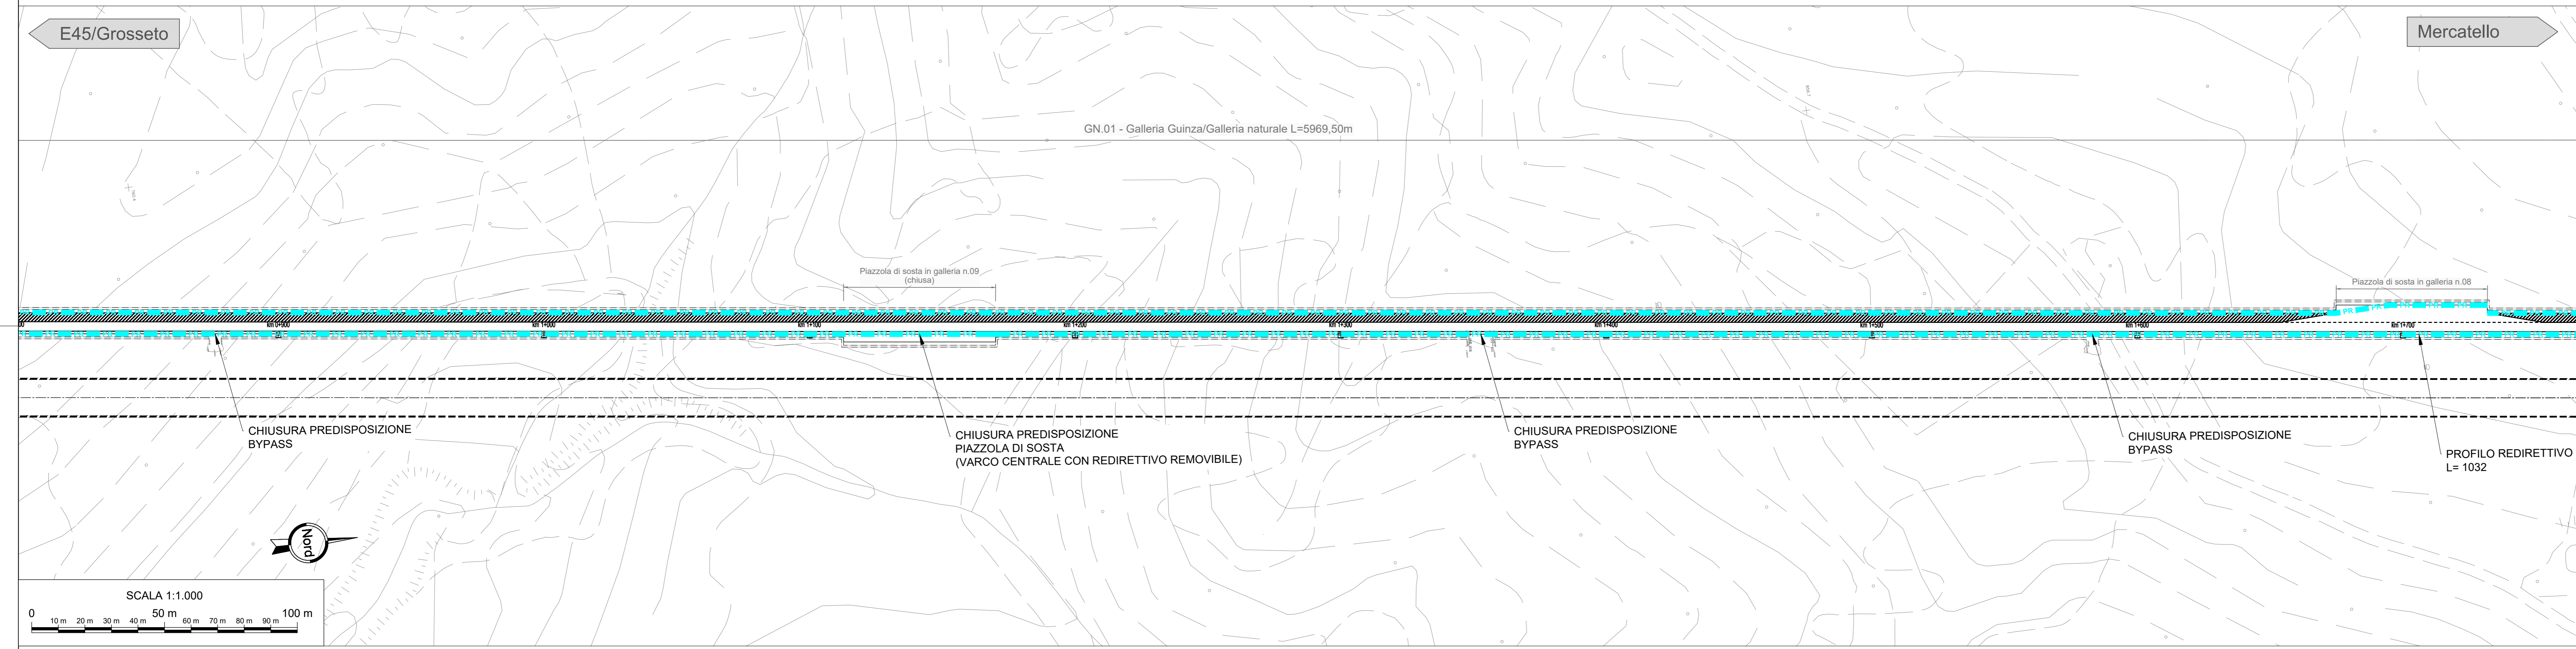 E45/Grosseto
Mercatello
GN.01 - Galleria Guinza/Galleria naturale L=5969,50m
Piazzola di sosta in galleria n.09
(chiusa)
Piazzola di sosta in galleria n.08
km 0+900
km 1+000
km 1+100
km 1+200
km 1+300
km 1+400
km 1+500
km 1+600
km 1+700
CHIUSURA PREDISPOSIZIONE
BYPASS
CHIUSURA PREDISPOSIZIONE
PIAZZOLA DI SOSTA
(VARCO CENTRALE CON REDIRETTIVO REMOVIBILE)
CHIUSURA PREDISPOSIZIONE
BYPASS
CHIUSURA PREDISPOSIZIONE
BYPASS
PROFILO REDIRETTIVO
L= 1032
Nord
SCALA 1:1.000
0 50 m 100 m
10 m 20 m 30 m 40 m 60 m 70 m 80 m 90 m